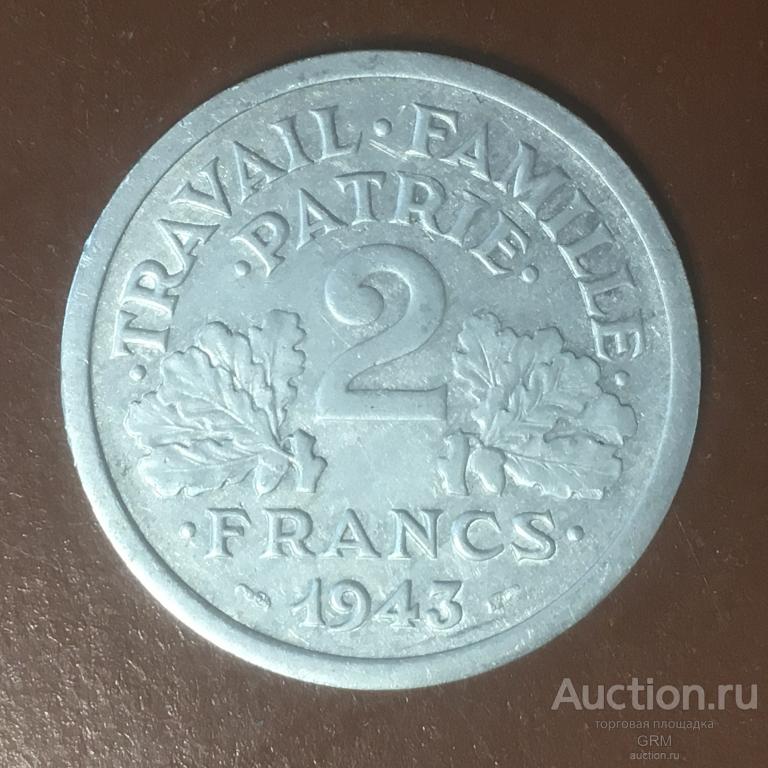 · TRAVAIL · FAMILLE ·
· PATRIE ·
2
· FRANCS ·
1943
Auction.ru
торговая площадка
GRM
auction.ru